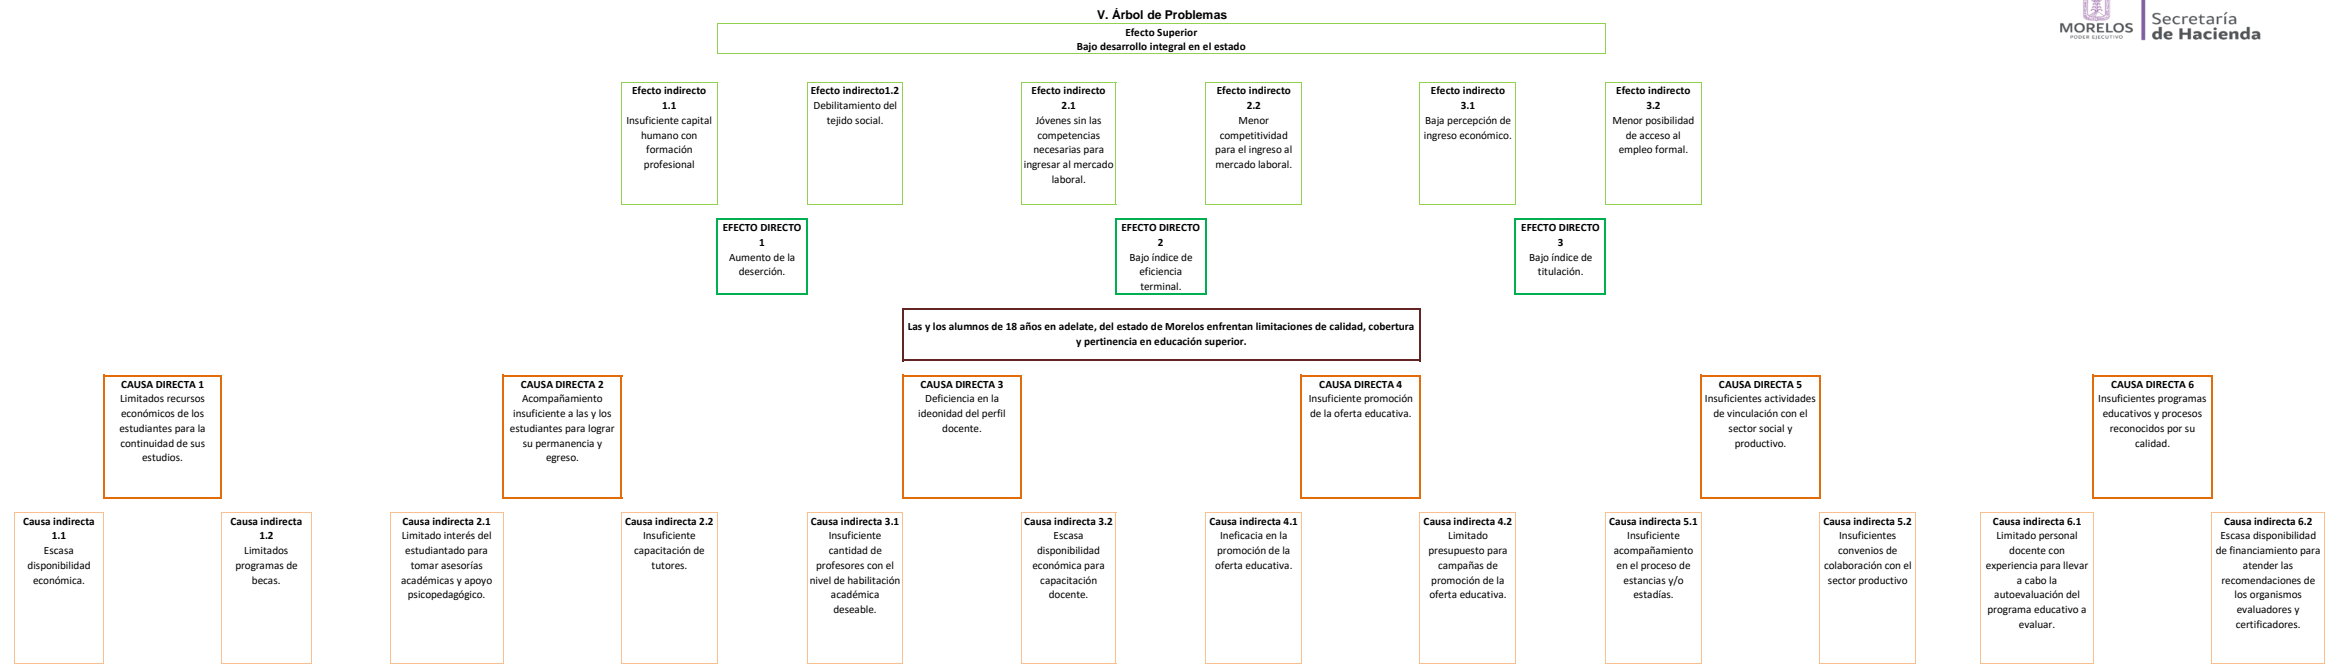 V. Árbol de Problemas
MORELOS
PODER EJECUTIVO
Secretaría
de Hacienda
Efecto Superior
Bajo desarrollo integral en el estado
Efecto indirecto
1.1
Insuficiente capital
humano con
formación
profesional
Efecto indirecto1.2
Debilitamiento del
tejido social.
Efecto indirecto
2.1
Jóvenes sin las
competencias
necesarias para
ingresar al mercado
laboral.
Efecto indirecto
2.2
Menor
competitividad
para el ingreso al
mercado laboral.
Efecto indirecto
3.1
Baja percepción de
ingreso económico.
Efecto indirecto
3.2
Menor posibilidad
de acceso al
empleo formal.
EFECTO DIRECTO
1
Aumento de la
deserción.
EFECTO DIRECTO
2
Bajo índice de
eficiencia
terminal.
EFECTO DIRECTO
3
Bajo índice de
titulación.
Las y los alumnos de 18 años en adelate, del estado de Morelos enfrentan limitaciones de calidad, cobertura
y pertinencia en educación superior.
CAUSA DIRECTA 1
Limitados recursos
económicos de los
estudiantes para la
continuidad de sus
estudios.
CAUSA DIRECTA 2
Acompañamiento
insuficiente a las y los
estudiantes para lograr
su permanencia y
egreso.
CAUSA DIRECTA 3
Deficiencia en la
ideonidad del perfil
docente.
CAUSA DIRECTA 4
Insuficiente promoción
de la oferta educativa.
CAUSA DIRECTA 5
Insuficientes actividades
de vinculación con el
sector social y
productivo.
CAUSA DIRECTA 6
Insuficientes programas
educativos y procesos
reconocidos por su
calidad.
Causa indirecta
1.1
Escasa
disponibilidad
económica.
Causa indirecta
1.2
Limitados
programas de
becas.
Causa indirecta 2.1
Limitado interés del
estudiantado para
tomar asesorías
académicas y apoyo
psicopedagógico.
Causa indirecta 2.2
Insuficiente
capacitación de
tutores.
Causa indirecta 3.1
Insuficiente
cantidad de
profesores con el
nivel de habilitación
académica
deseable.
Causa indirecta 3.2
Escasa
disponibilidad
económica para
capacitación
docente.
Causa indirecta 4.1
Ineficacia en la
promoción de la
oferta educativa.
Causa indirecta 4.2
Limitado
presupuesto para
campañas de
promoción de la
oferta educativa.
Causa indirecta 5.1
Insuficiente
acompañamiento
en el proceso de
estancias y/o
estadías.
Causa indirecta 5.2
Insuficientes
convenios de
colaboración con el
sector productivo
Causa indirecta 6.1
Limitado personal
docente con
experiencia para llevar
a cabo la
autoevaluación del
programa educativo a
evaluar.
Causa indirecta 6.2
Escasa disponibilidad
de financiamiento para
atender las
recomendaciones de
los organismos
evaluadores y
certificadores.